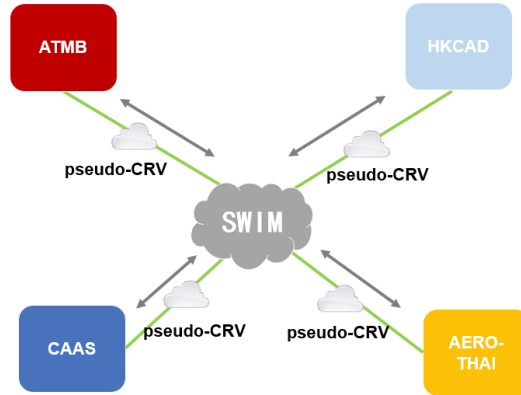 ATMB
HKCAD
pseudo-CRV
pseudo-CRV
SWIM
pseudo-CRV
pseudo-CRV
CAAS
AERO-
THAI